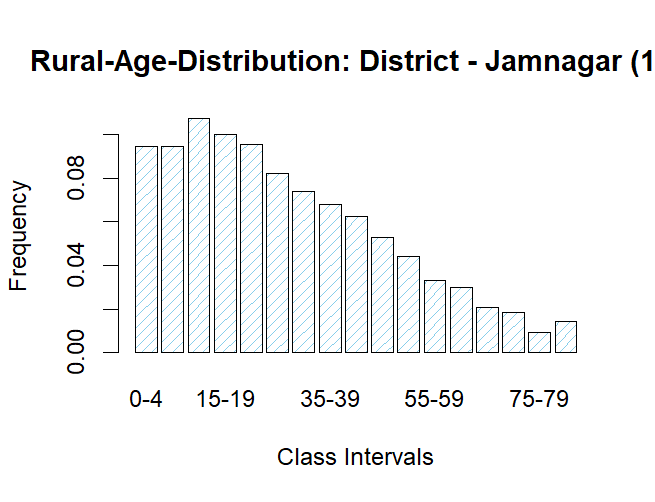 Rural-Age-Distribution: District - Jamnagar (1
Frequency
0.08
0.04
0.00
0-4 15-19 35-39 55-59 75-79
Class Intervals